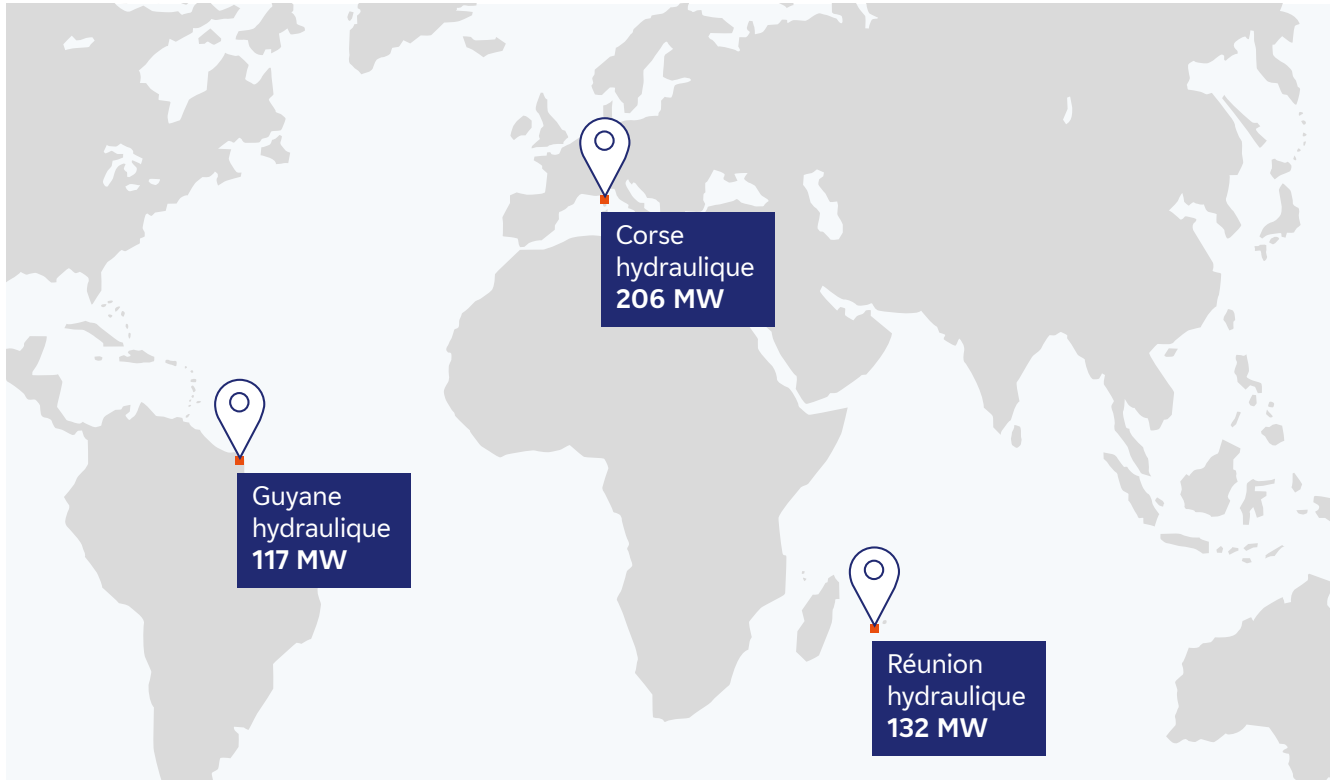 Corse
hydraulique
206 MW
Guyane
hydraulique
117 MW
Réunion
hydraulique
132 MW